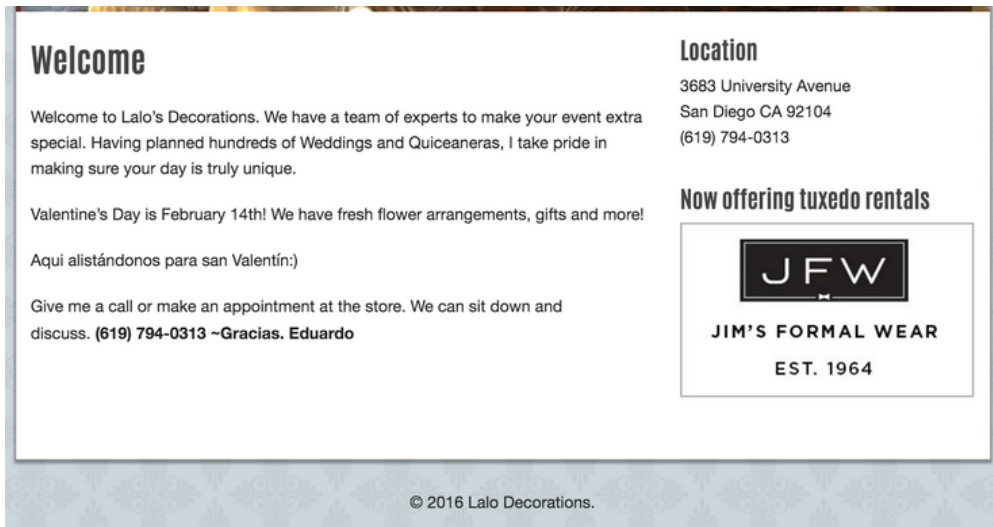 Welcome
Welcome to Lalo's Decorations. We have a team of experts to make your event extra
special. Having planned hundreds of Weddings and Quiceaneras, I take pride in
making sure your day is truly unique.
Valentine's Day is February 14th! We have fresh flower arrangements, gifts and more!
Aqui alistándonos para san Valentín:)
Give me a call or make an appointment at the store. We can sit down and
discuss. (619) 794-0313 ~Gracias. Eduardo
Location
3683 University Avenue
San Diego CA 92104
(619) 794-0313
Now offering tuxedo rentals
JFW
JIM'S FORMAL WEAR
EST. 1964
© 2016 Lalo Decorations.